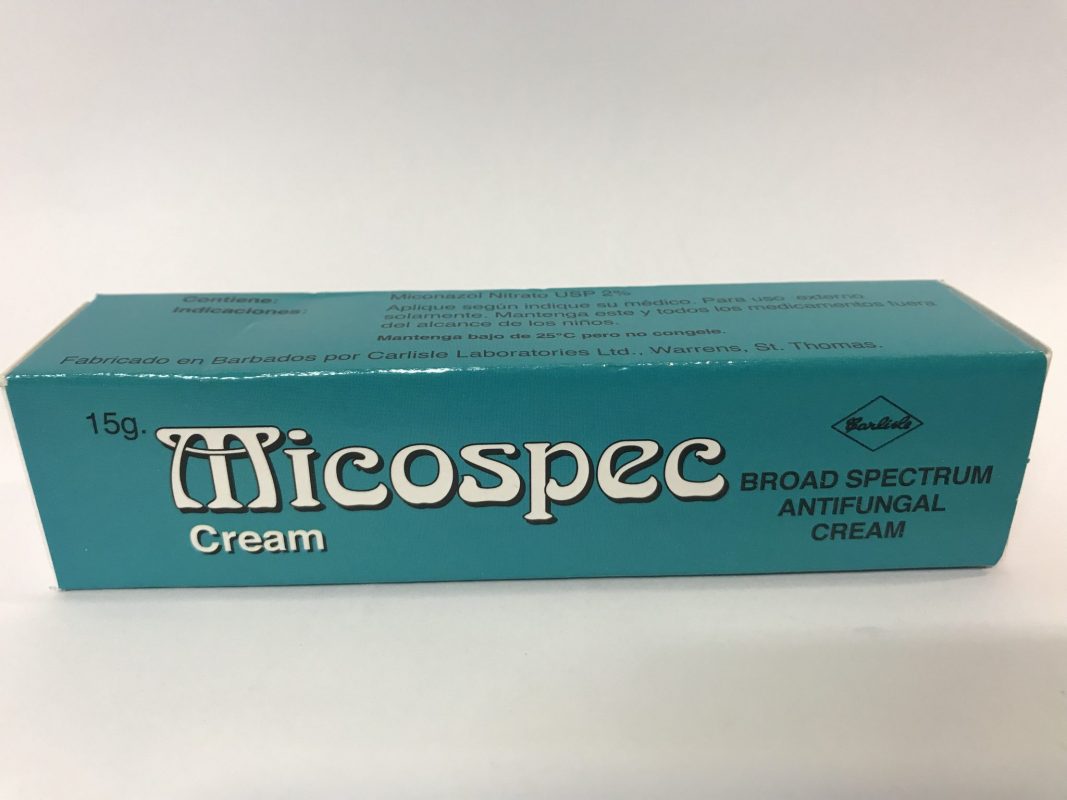 Contiene: Miconazol Nitrato USP 2%
Indicaciones: Aplique según indique su médico. Para uso externo
solamente. Mantenga este y todos los medicamentos fuera
del alcance de los niños.
Mantenga bajo de 25°C pero no congele.
Fabricado en Barbados por Carlisle Laboratories Ltd., Warrens, St. Thomas.
15g.
Micospec
Cream
Carlisle
BROAD SPECTRUM
ANTIFUNGAL
CREAM